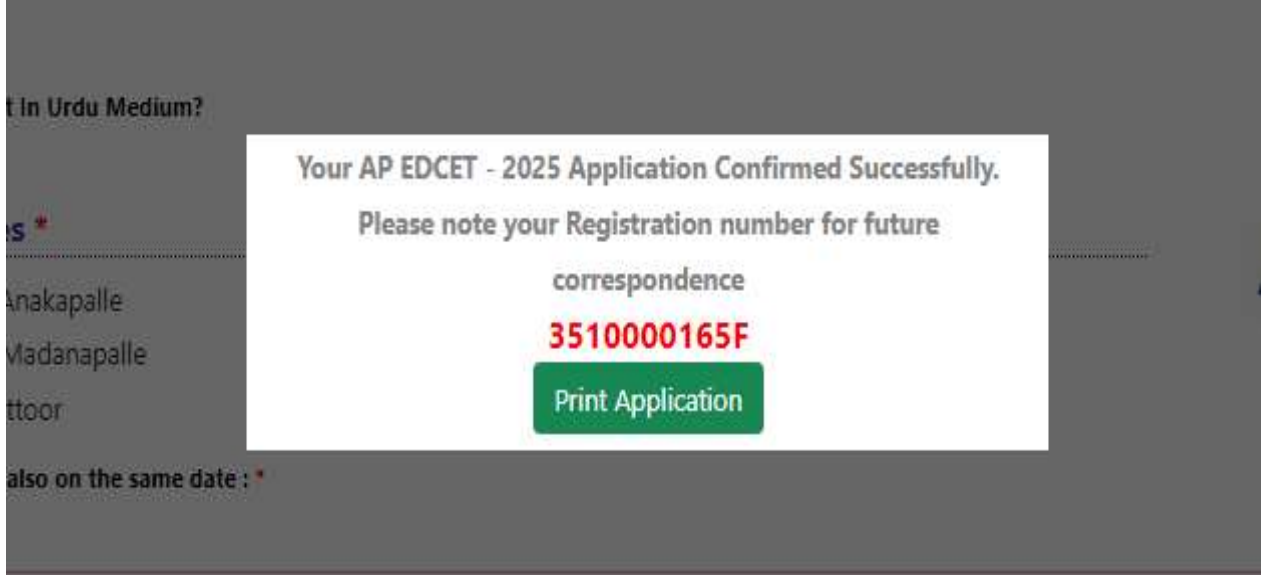 t In Urdu Medium?
Your AP EDCET - 2025 Application Confirmed Successfully.
Please note your Registration number for future
correspondence
3510000165F
Print Application
es *
Anakapalle
Madanapalle
ttoor
also on the same date : *